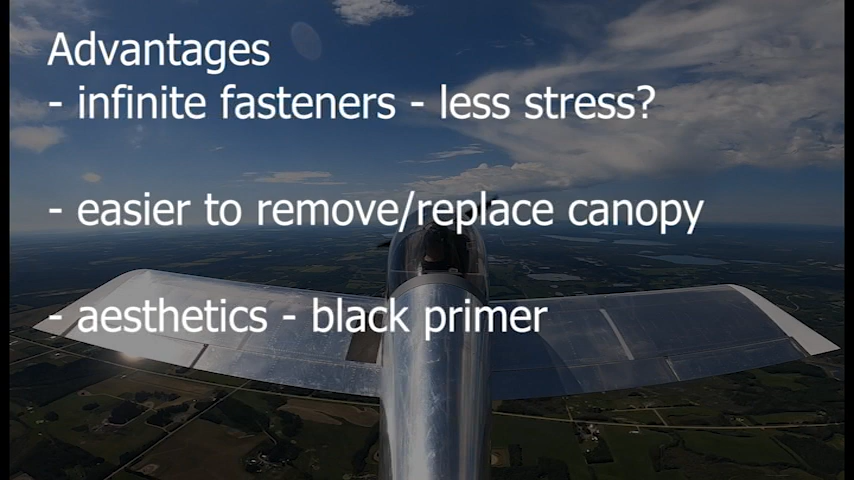 Advantages
- infinite fasteners - less stress?
- easier to remove/replace canopy
- aesthetics - black primer